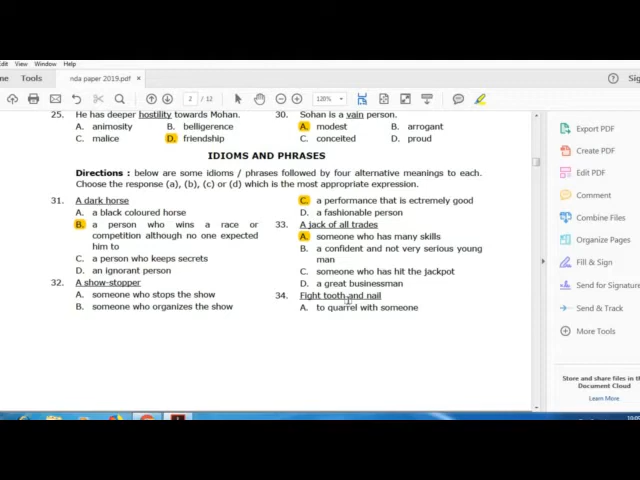 View Window Help
me Tools nda paper 2019.pdf × Sig
2 / 12 120%
25. He has deeper hostility towards Mohan.
A. animosity B. belligerence
C. malice D. friendship
30. Sohan is a vain person.
A. modest B. arrogant
C. conceited D. proud
IDIOMS AND PHRASES
Directions : below are some idioms / phrases followed by four alternative meanings to each.
Choose the response (a), (b), (c) or (d) which is the most appropriate expression.
31. A dark horse
A. a black coloured horse
B. a person who wins a race or
competition although no one expected
him to
C. a person who keeps secrets
D. an ignorant person
32. A show-stopper
A. someone who stops the show
B. someone who organizes the show
C. a performance that is extremely good
D. a fashionable person
33. A jack of all trades
A. someone who has many skills
B. a confident and not very serious young
man
C. someone who has hit the jackpot
D. a great businessman
34. Fight tooth and nail
A. to quarrel with someone
Export PDF
Create PDF
Edit PDF
Comment
Combine Files
Organize Pages
Fill & Sign
Send for Signature
Send & Track
More Tools
Store and share files in the
Document Cloud
Learn More